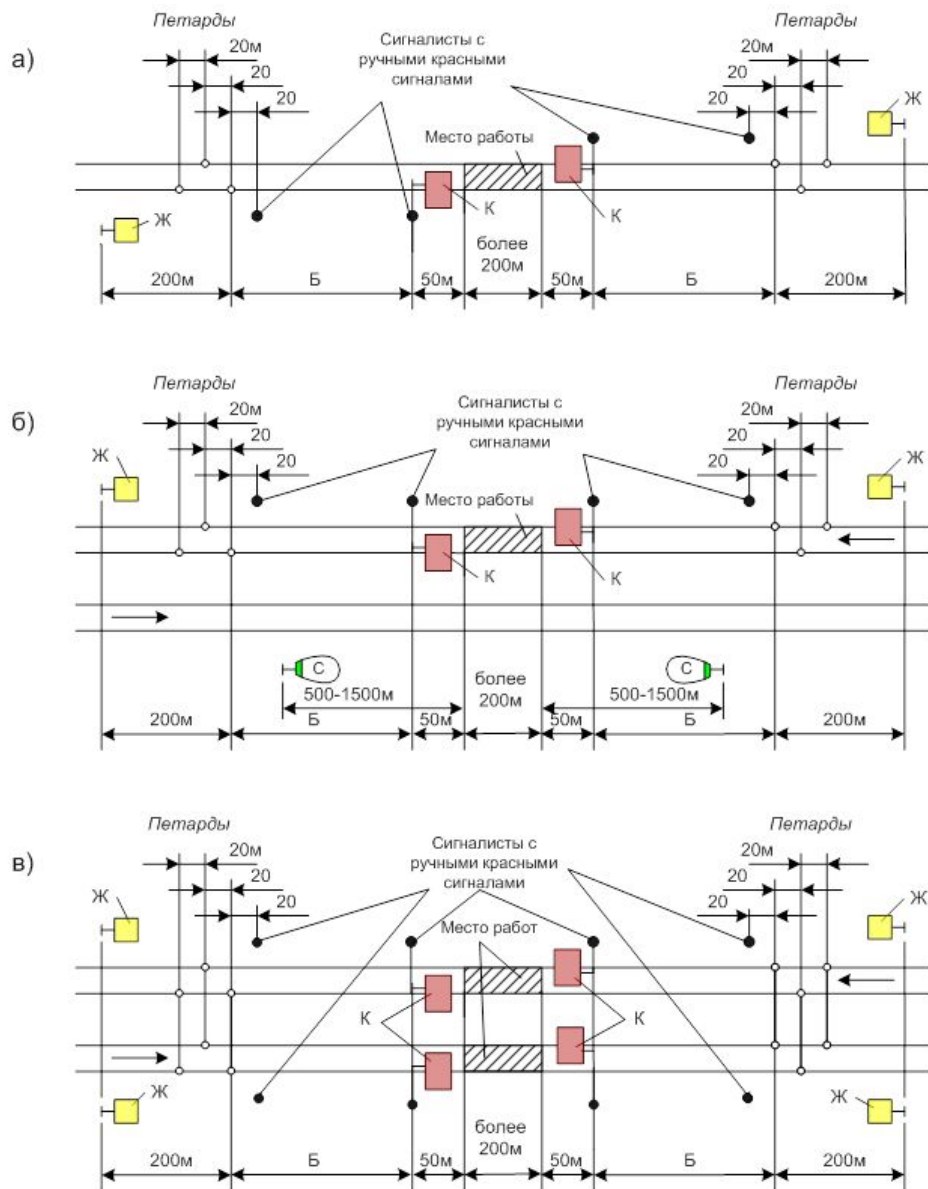 Петарды
Петарды
а)
20м
Сигналисты с
ручными красными
сигналами
20м
20
20
20
20
Ж
Место работы
К
К
Ж
более
200м
200м
Б
50м
50м
Б
200м
Петарды
Петарды
б)
20м
Сигналисты с
ручными красными
сигналами
20м
20
20
Ж
20
20
Ж
Место работы
К
К
С
С
500-1500м
более
200м
500-1500м
200м
Б
50м
50м
Б
200м
Петарды
Петарды
в)
20м
Сигналисты с
ручными красными
сигналами
20м
20
20
Ж
20
20
Ж
Место работ
К
К
Ж
Ж
более
200м
200м
Б
50м
50м
Б
200м